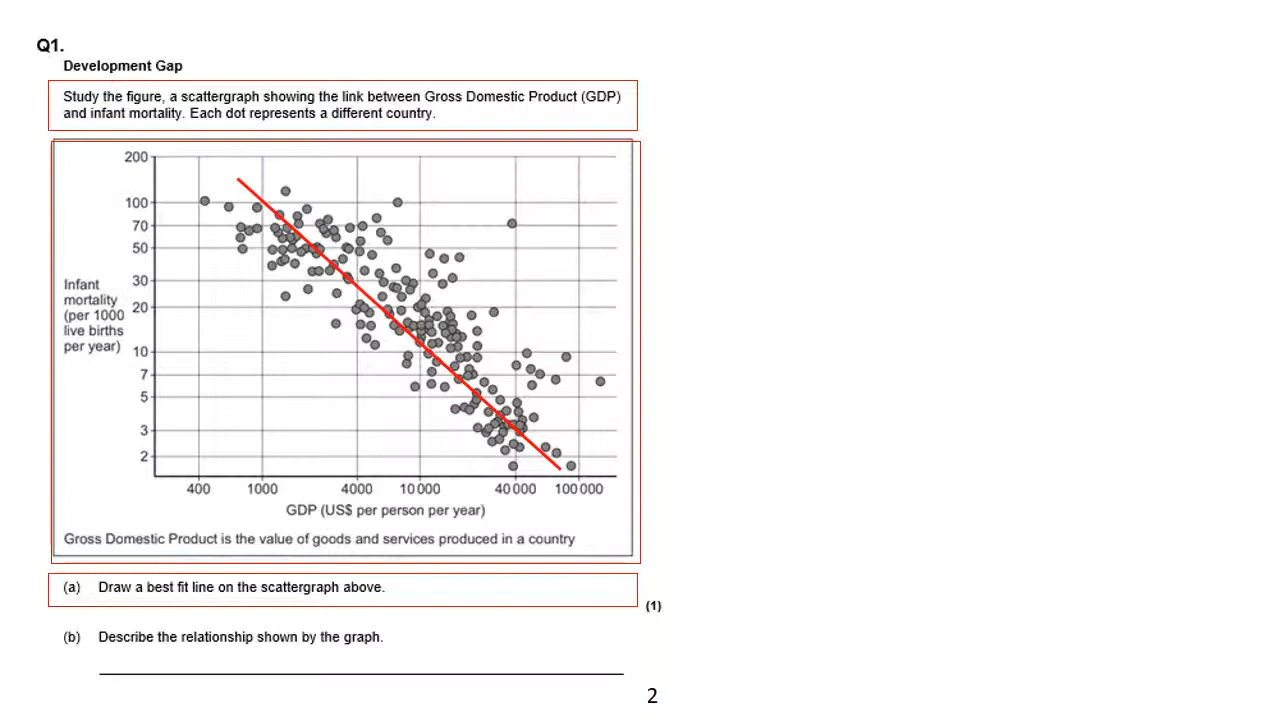 Q1.
Development Gap
Study the figure, a scattergraph showing the link between Gross Domestic Product (GDP)
and infant mortality. Each dot represents a different country.
200
100
70
50
30
20
10
7
5
3
2
Infant
mortality
(per 1000
live births
per year)
400 1000 4000 10 000 40 000 100 000
GDP (US$ per person per year)
Gross Domestic Product is the value of goods and services produced in a country
(a) Draw a best fit line on the scattergraph above.
(1)
(b) Describe the relationship shown by the graph.
2